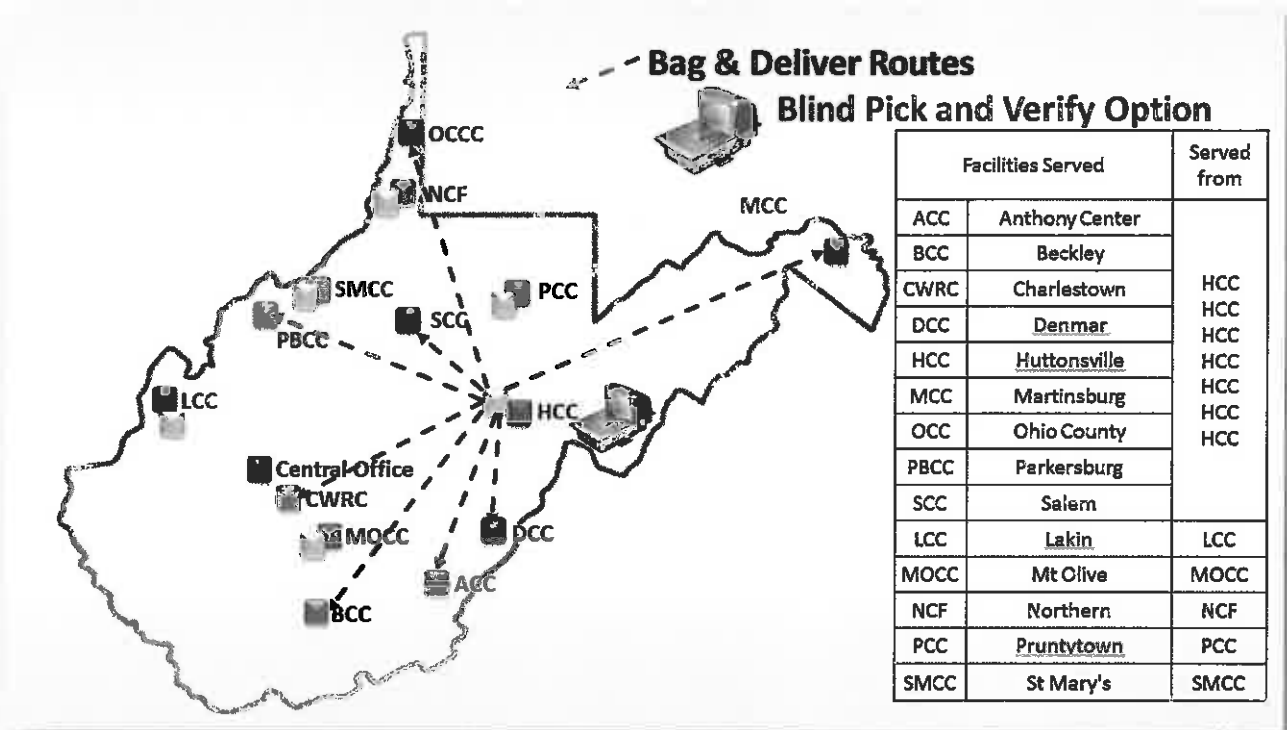 Bag & Deliver Routes
Blind Pick and Verify Option
OCCC
NCF
MCC
SMCC
PCC
PBCC
SCC
LCC
HCC
Central Office
CWRC
MOCC
DCC
ACC
BCC
Facilities Served Served from
ACC Anthony Center
BCC Beckley
CWRC Charlestown
DCC Denmar
HCC Huttonsville
MCC Martinsburg
OCC Ohio County
PBCC Parkersburg
SCC Salem
HCC
HCC
HCC
HCC
HCC
HCC
HCC
LCC Lakin LCC
MOCC Mt Olive MOCC
NCF Northern NCF
PCC Pruntytown PCC
SMCC St Mary's SMCC